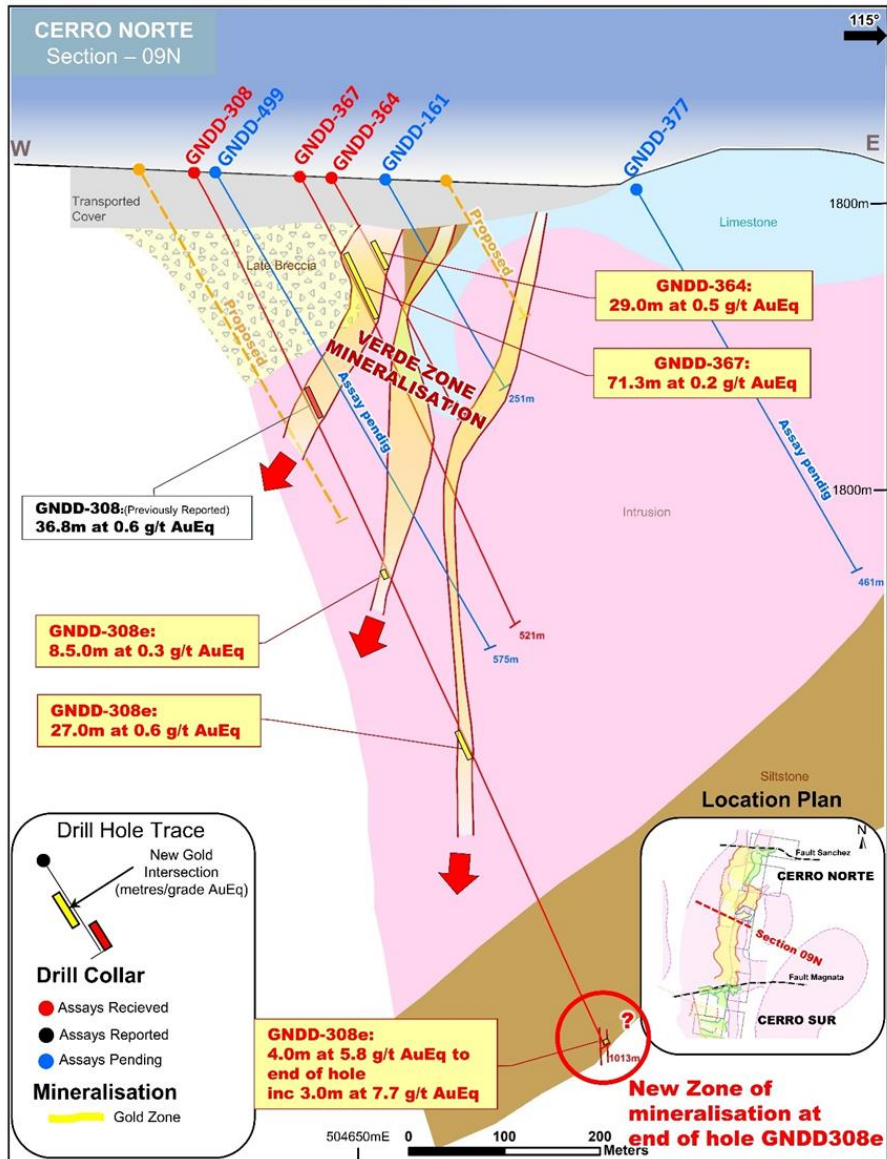 CERRO NORTE
Section – 09N
115°
W
E
GNDD-308
GNDD-499
GNDD-367
GNDD-364
GNDD-161
GNDD-377
Transported
Cover
1800m
Limestone
Late Breccia
Proposed
Proposed
VERDE ZONE
MINERALISATION
GNDD-364:
29.0m at 0.5 g/t AuEq
GNDD-367:
71.3m at 0.2 g/t AuEq
Assay pendig
Assay pendig
251m
1800m
Intrusion
GNDD-308:(Previously Reported)
36.8m at 0.6 g/t AuEq
461m
521m
575m
GNDD-308e:
8.5.0m at 0.3 g/t AuEq
GNDD-308e:
27.0m at 0.6 g/t AuEq
Siltstone
Location Plan
N
Fault Sanchez
CERRO NORTE
Section 09N
Fault Magnata
CERRO SUR
Drill Hole Trace
New Gold
Intersection
(metres/grade AuEq)
Drill Collar
Assays Recieved
Assays Reported
Assays Pending
Mineralisation
Gold Zone
GNDD-308e:
4.0m at 5.8 g/t AuEq to
end of hole
inc 3.0m at 7.7 g/t AuEq
?
1013m
New Zone of
mineralisation at
end of hole GNDD308e
504650mE
0 100 200
Meters